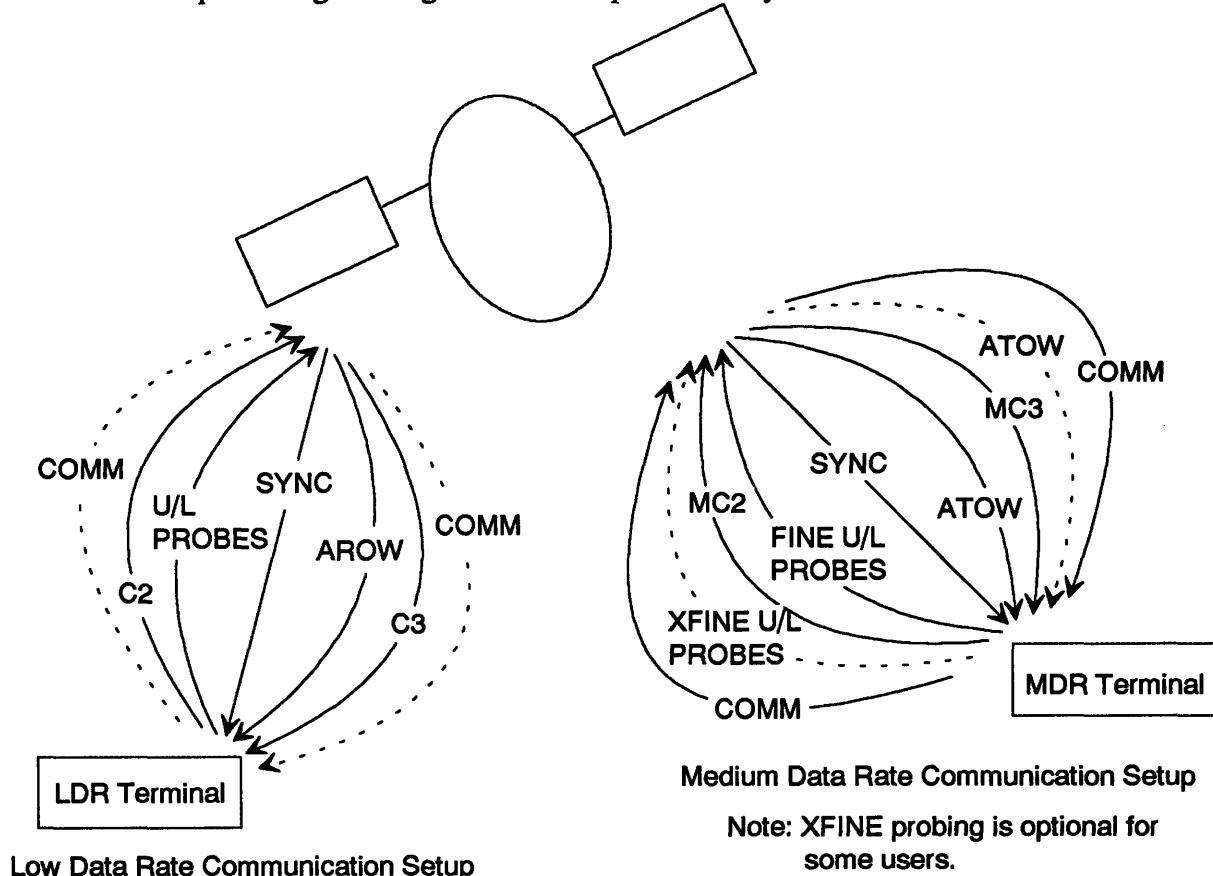 COMM
U/L
PROBES
SYNC
AROW
COMM
C2
C3
LDR Terminal
Low Data Rate Communication Setup
ATOW
COMM
MC3
SYNC
MC2
ATOW
FINE U/L
PROBES
XFINE U/L
PROBES
COMM
MDR Terminal
Medium Data Rate Communication Setup
Note: XFINE probing is optional for
some users.